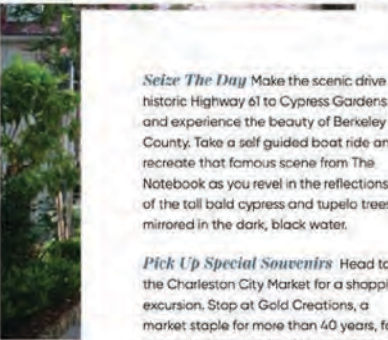 Seize The Day Make the scenic drive
historic Highway 61 to Cypress Gardens
and experience the beauty of Berkeley
County. Take a self guided boat ride an
recreate that famous scene from The
Notebook as you revel in the reflections
of the tall bald cypress and tupelo trees
mirrored in the dark, black water.
Pick Up Special Souvenirs Head to
the Charleston City Market for a shoppi
excursion. Stop at Gold Creations, a
market staple for more than 40 years, fo